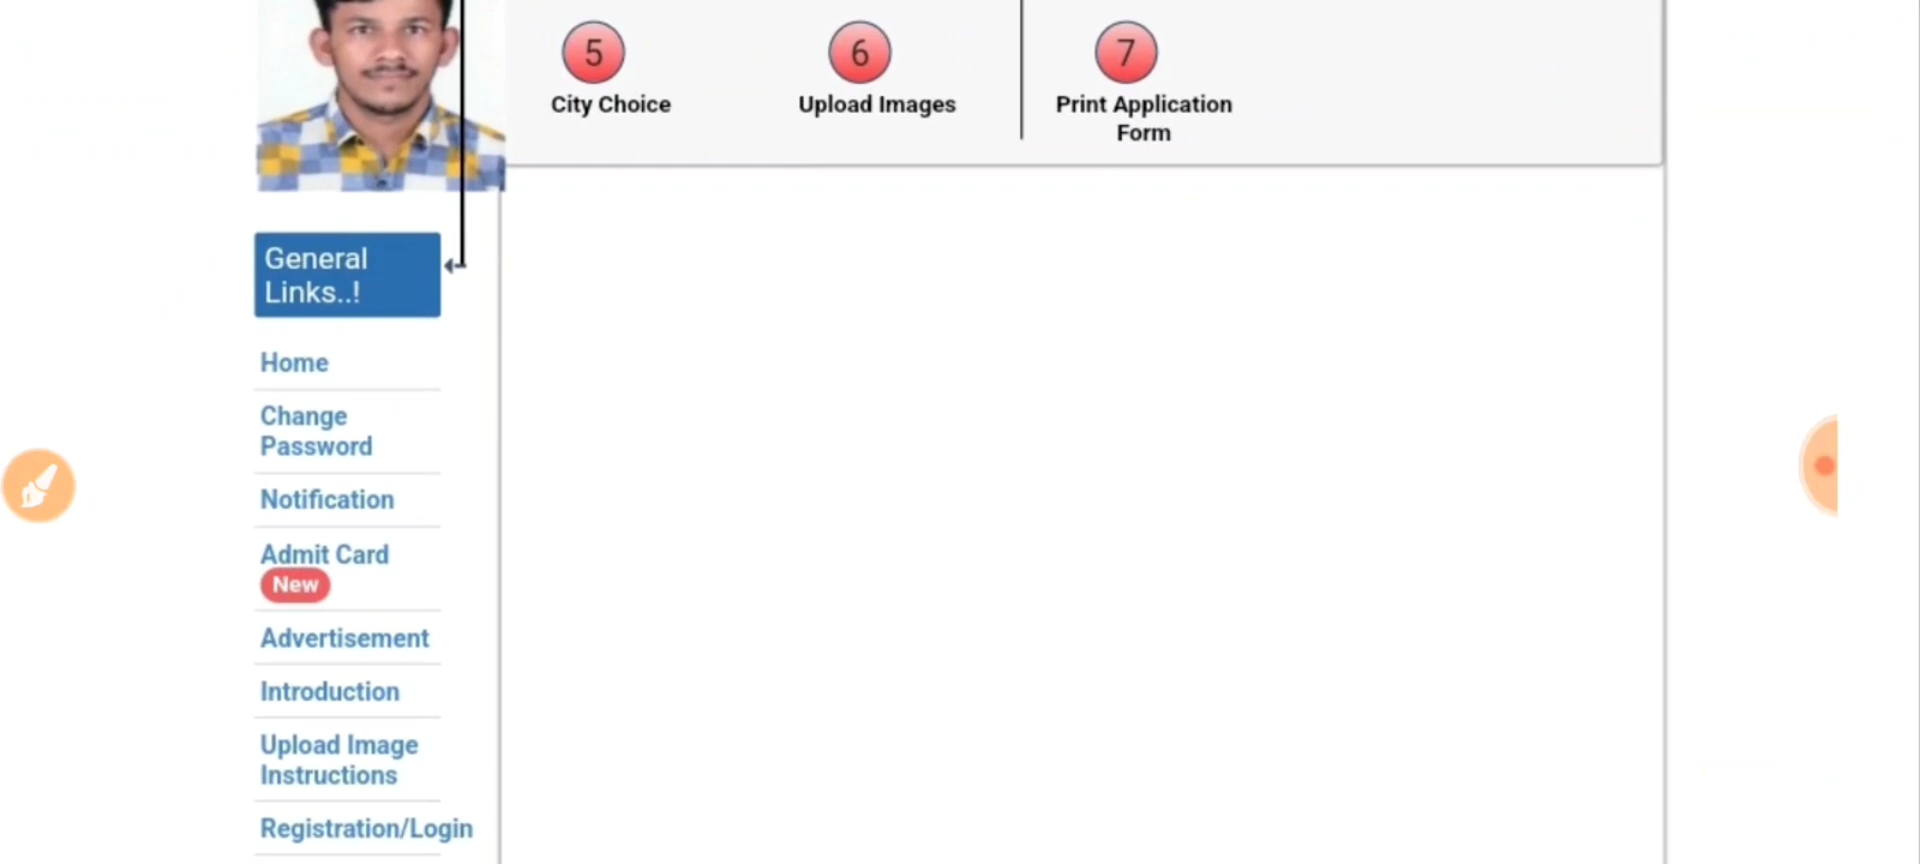 5
City Choice
6
Upload Images
7
Print Application
Form
General
Links..!
Home
Change
Password
Notification
Admit Card
New
Advertisement
Introduction
Upload Image
Instructions
Registration/Login